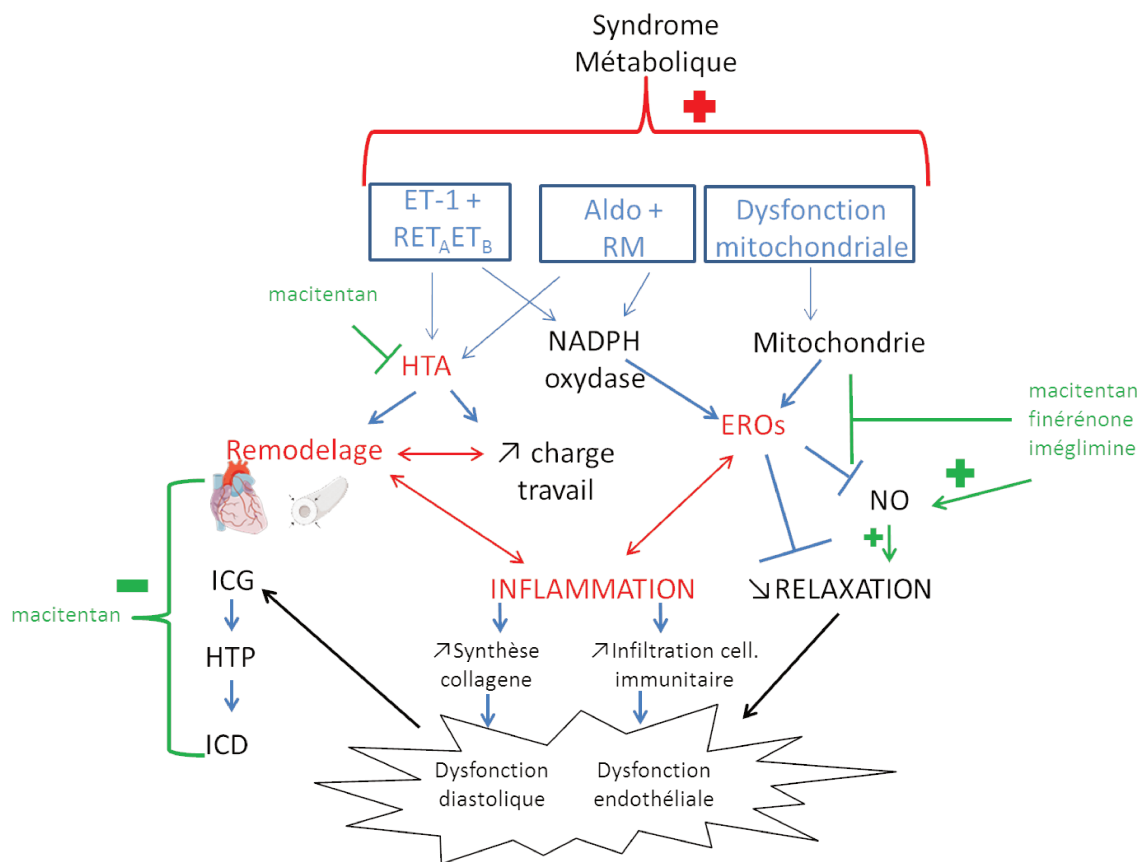 Syndrome
Métabolique
ET-1 +
RETAETB
Aldo +
RM
Dysfonction
mitochondriale
macitentan
HTA
NADPH
oxydase
Mitochondrie
macitentan
finérénone
iméglimine
EROs
Remodelage
↗ charge
travail
NO
INFLAMMATION
↘RELAXATION
ICG
macitentan
HTP
ICD
↗Synthèse
collagene
↗Infiltration cell.
immunitaire
Dysfonction
diastolique
Dysfonction
endothéliale